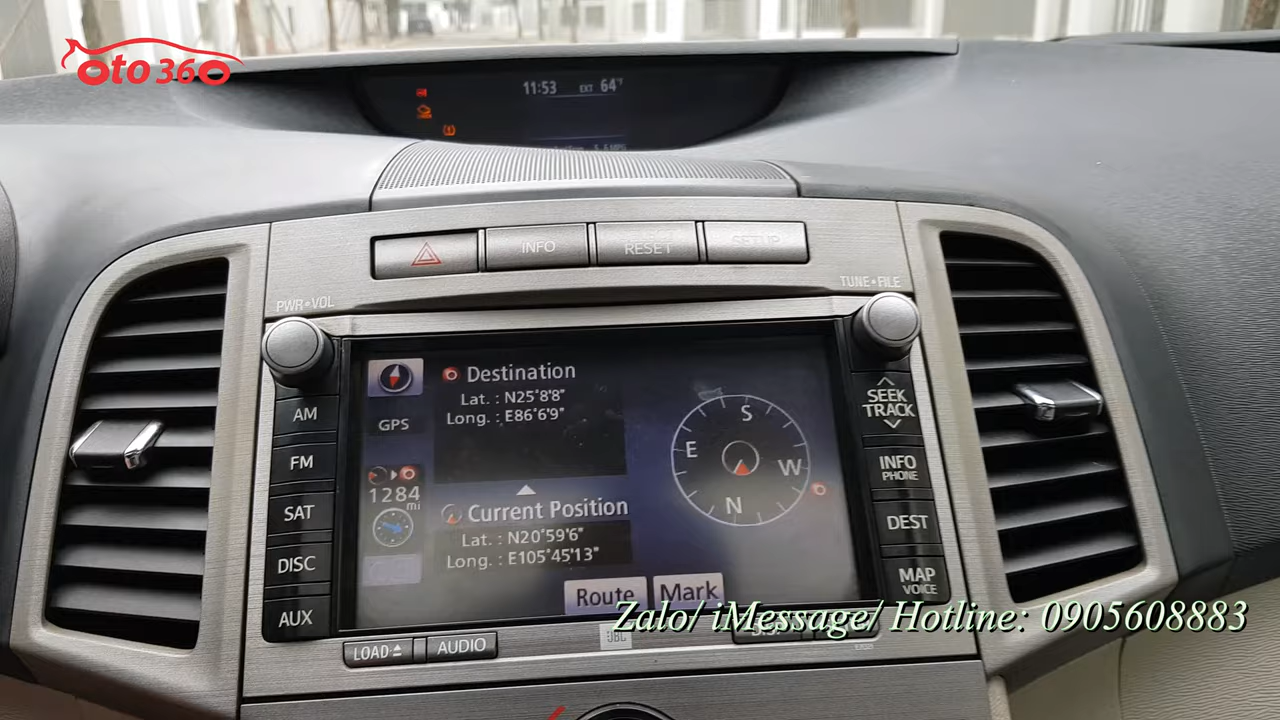 oto360
11:53 EXT 64°F
INFO
RESET
SETUP
PWR•VOL
TUNE•FILE
AM
FM
SAT
DISC
AUX
GPS
1284
mi
Destination
Lat. : N25°8'8"
Long. : E86°6'9"
Current Position
Lat. : N20°59'6"
Long. : E105°45'13"
Route
Mark
S
E
W
N
SEEK
TRACK
INFO
PHONE
DEST
MAP
VOICE
LOAD
AUDIO
JBL
Zalo/ iMessage/ Hotline: 0905608883